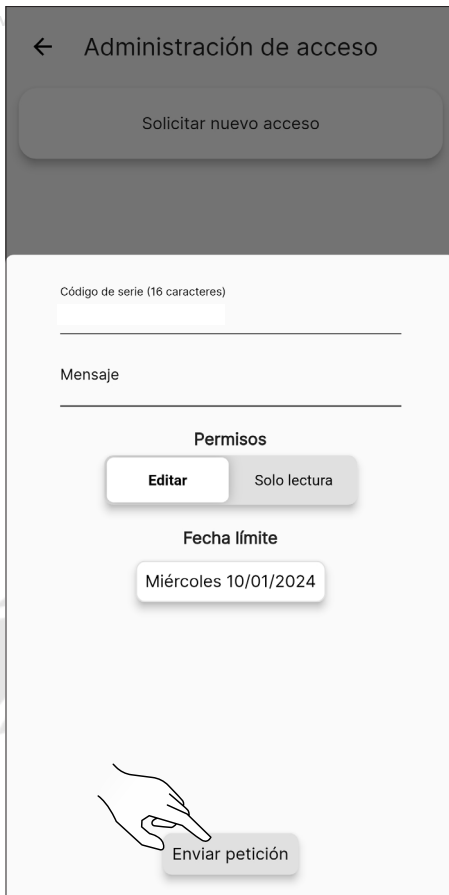 Administración de acceso
Solicitar nuevo acceso
Código de serie (16 caracteres)
Mensaje
Permisos
Editar Solo lectura
Fecha límite
Miércoles 10/01/2024
Enviar petición